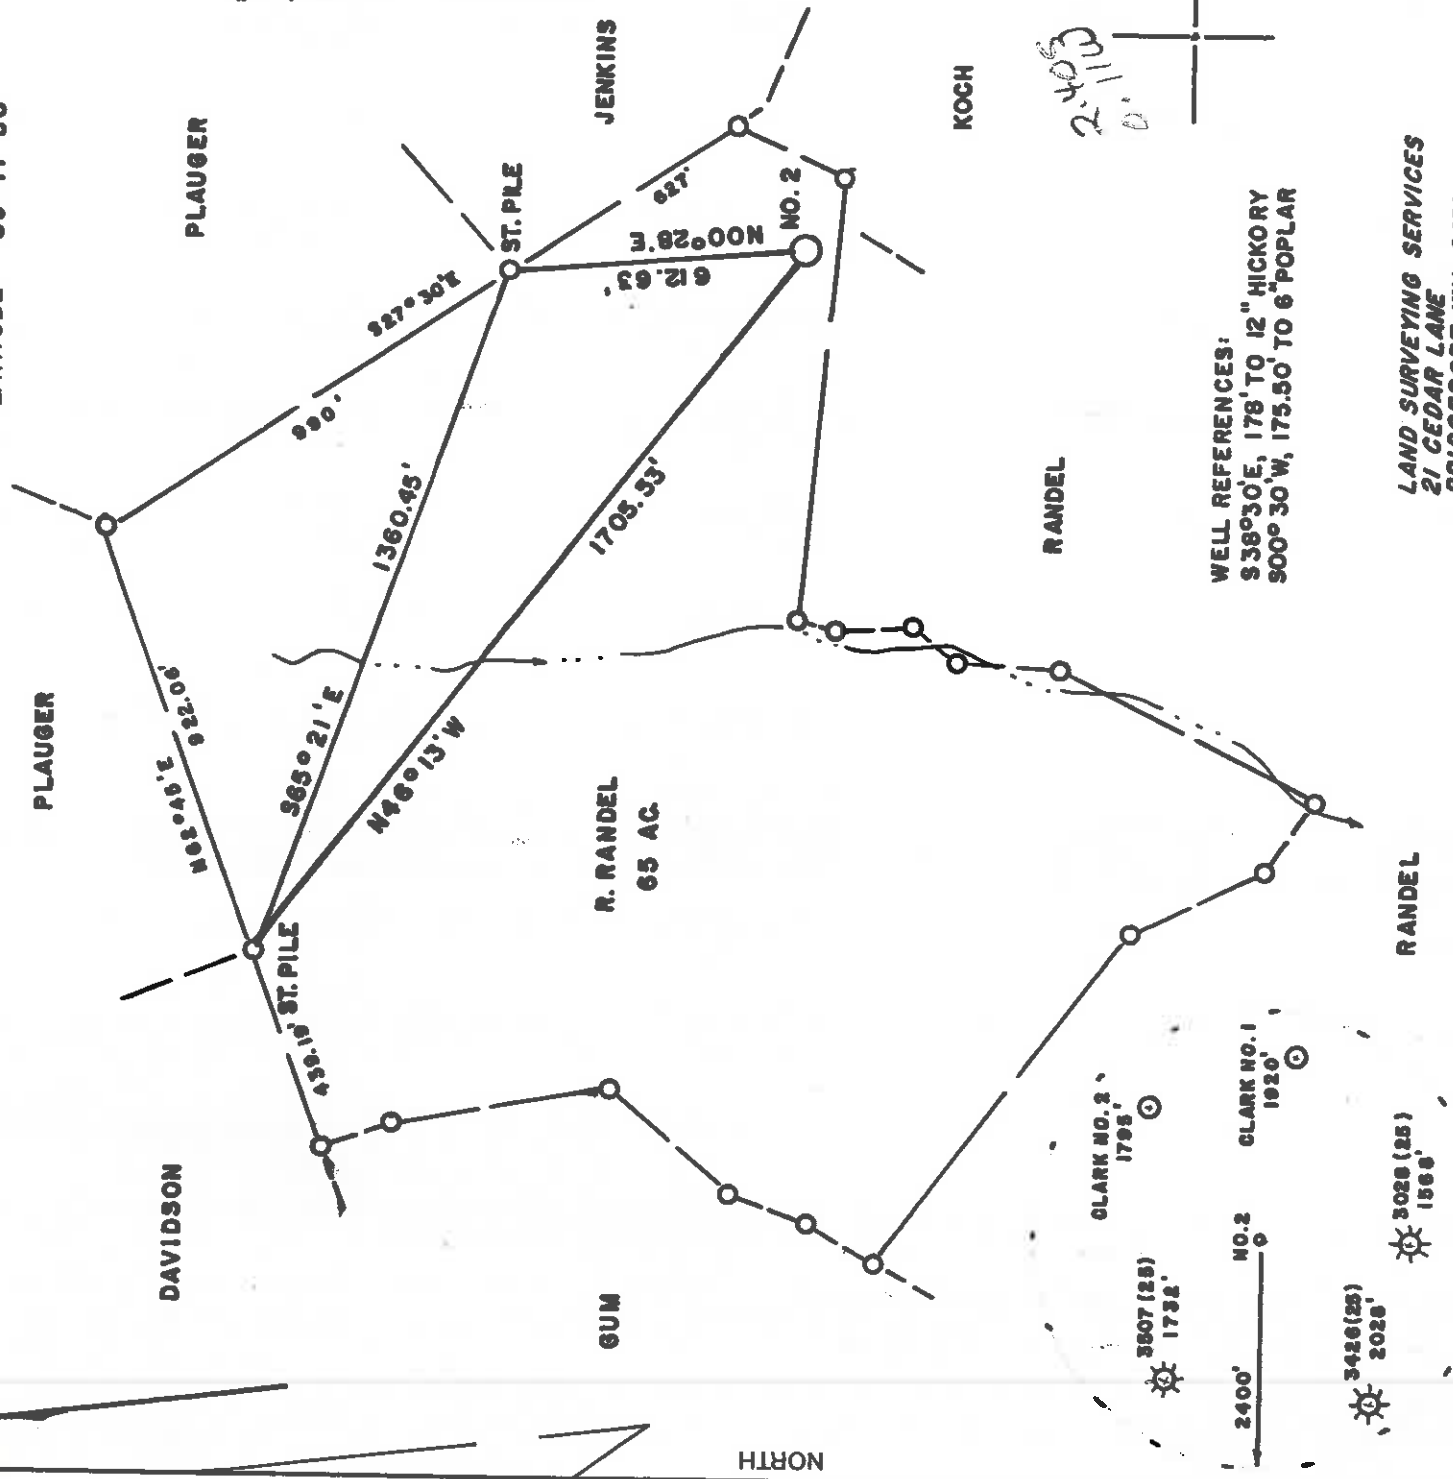 PLAUGER
PLAUGER
JENKINS
KOCH
2.405
ST. PILE
S27°30'E
990'
627'
NO. 2
N00°28'E
612.63'
1360.45'
S65°21'E
1705.33'
N46°13'W
N62°45'E
922.06'
ST. PILE
439.19'
DAVIDSON
GUM
R. RANDEL
65 AC.
RANDEL
RANDEL
WELL REFERENCES:
S38°30'E, 178' TO 12" HICKORY
S00°30'W, 175.50' TO 6" POPLAR
LAND SURVEYING SERVICES
21 CEDAR LANE
CLARK NO. 2
1795'
CLARK NO. 1
1920'
3507 (25)
1732'
NO. 2
2400'
3028 (25)
1568'
3426 (25)
2028'
NORTH